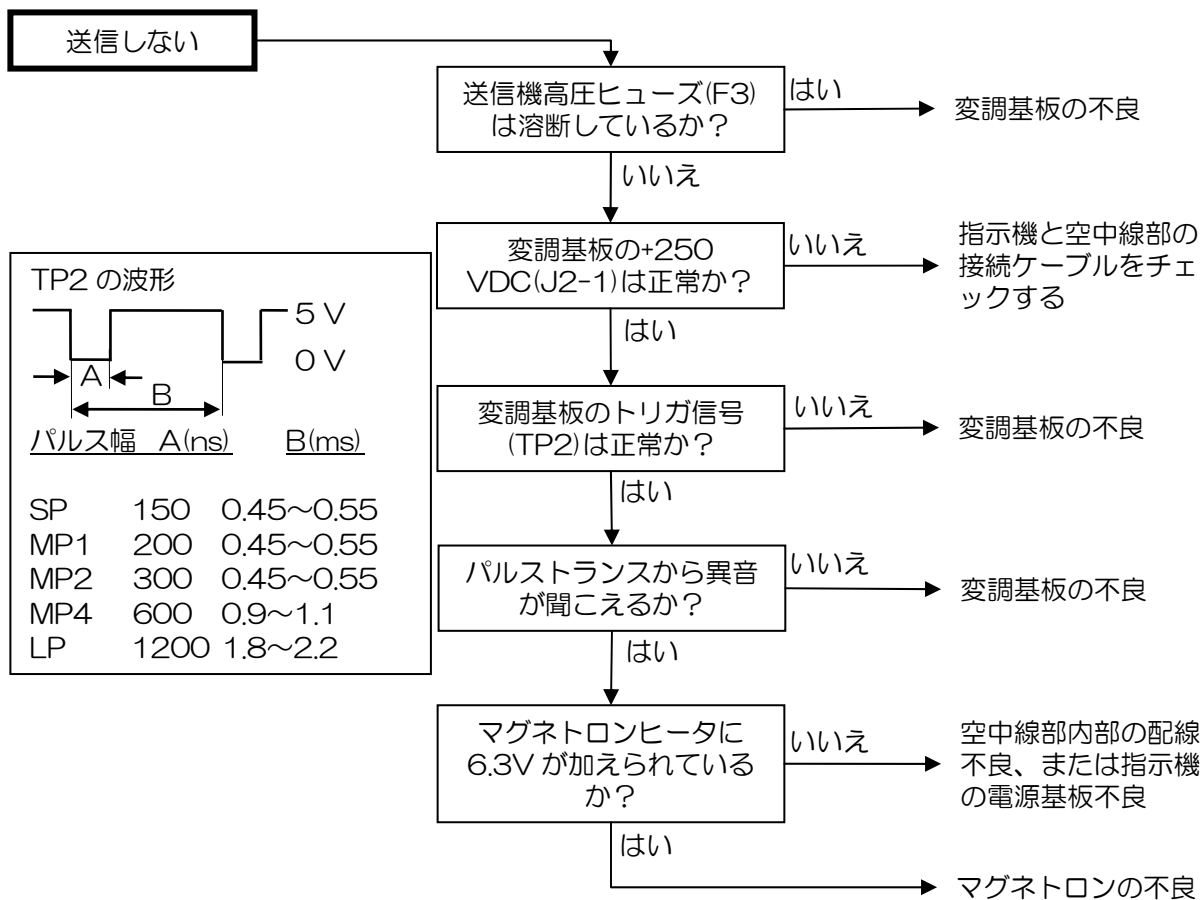 送信しない
送信機高圧ヒューズ(F3)
は溶断しているか？
はい
変調基板の不良
いいえ
変調基板の+250
VDC(J2-1)は正常か？
いいえ
指示機と空中線部の
接続ケーブルをチェ
ックする
はい
TP2 の波形
5 V
0 V
A
B
パルス幅 A(ns) B(ms)
SP 150 0.45～0.55
MP1 200 0.45～0.55
MP2 300 0.45～0.55
MP4 600 0.9～1.1
LP 1200 1.8～2.2
変調基板のトリガ信号
(TP2)は正常か？
いいえ
変調基板の不良
はい
パルストランスから異音
が聞こえるか？
いいえ
変調基板の不良
はい
マグネトロンヒータに
6.3V が加えられている
か？
いいえ
空中線部内部の配線
不良、または指示機
の電源基板不良
はい
マグネトロンの不良